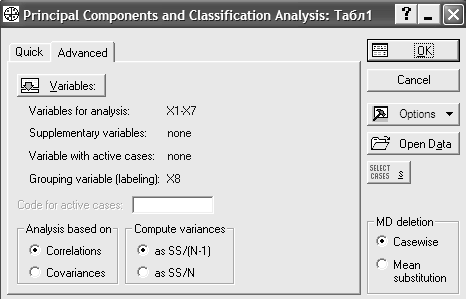 Principal Components and Classification Analysis: Табл1
?
Quick
Advanced
Variables:
Variables for analysis: X1-X7
Supplementary variables: none
Variable with active cases: none
Grouping variable (labeling): X8
Code for active cases:
Analysis based on
Correlations
Covariances
Compute variances
as SS/(N-1)
as SS/N
OK
Cancel
Options
Open Data
SELECT
CASES S
MD deletion
Casewise
Mean
substitution